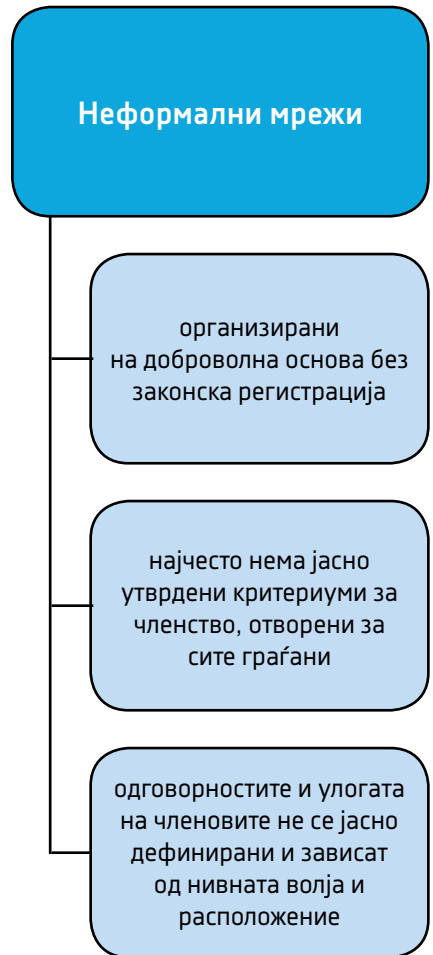 Неформални мрежи
организирани
на доброволна основа без
законска регистрација
најчесто нема јасно
утврдени критериуми за
членство, отворени за
сите граѓани
одговорностите и улогата
на членовите не се јасно
дефинирани и зависат
од нивната волја и
расположение